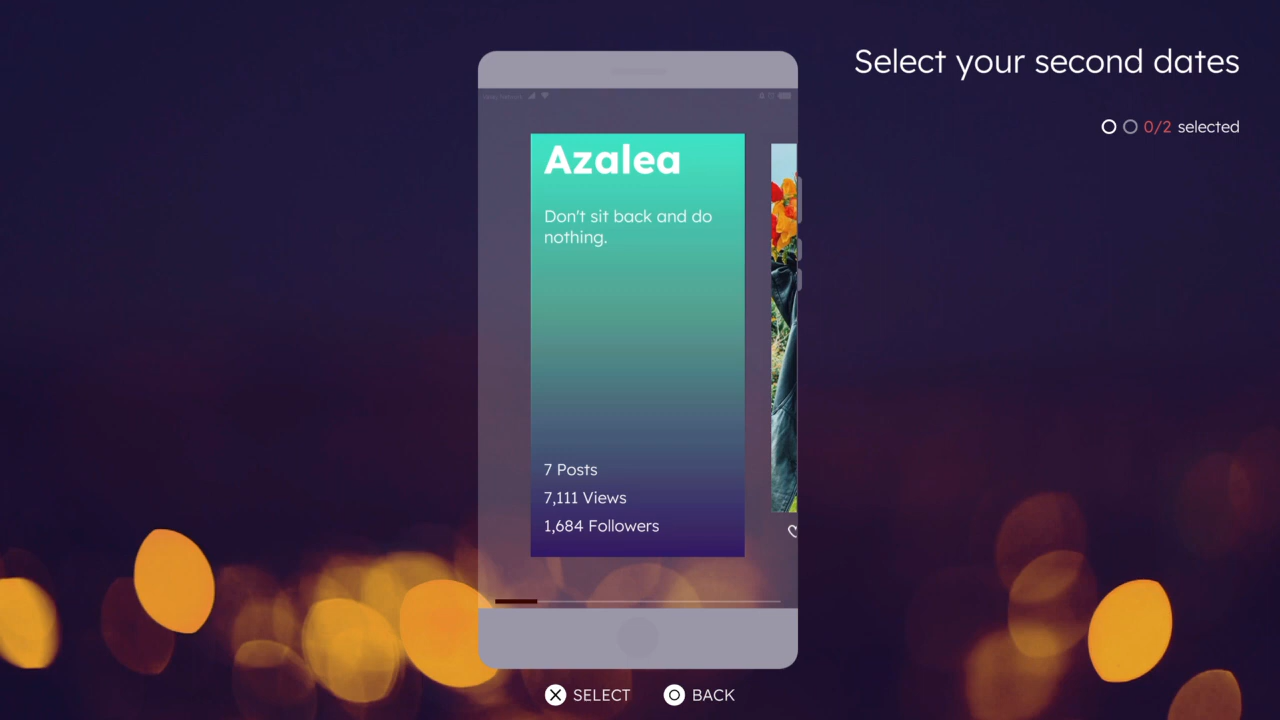 Select your second dates
0/2 selected
Azalea
Don't sit back and do
nothing.
7 Posts
7,111 Views
1,684 Followers
SELECT
BACK